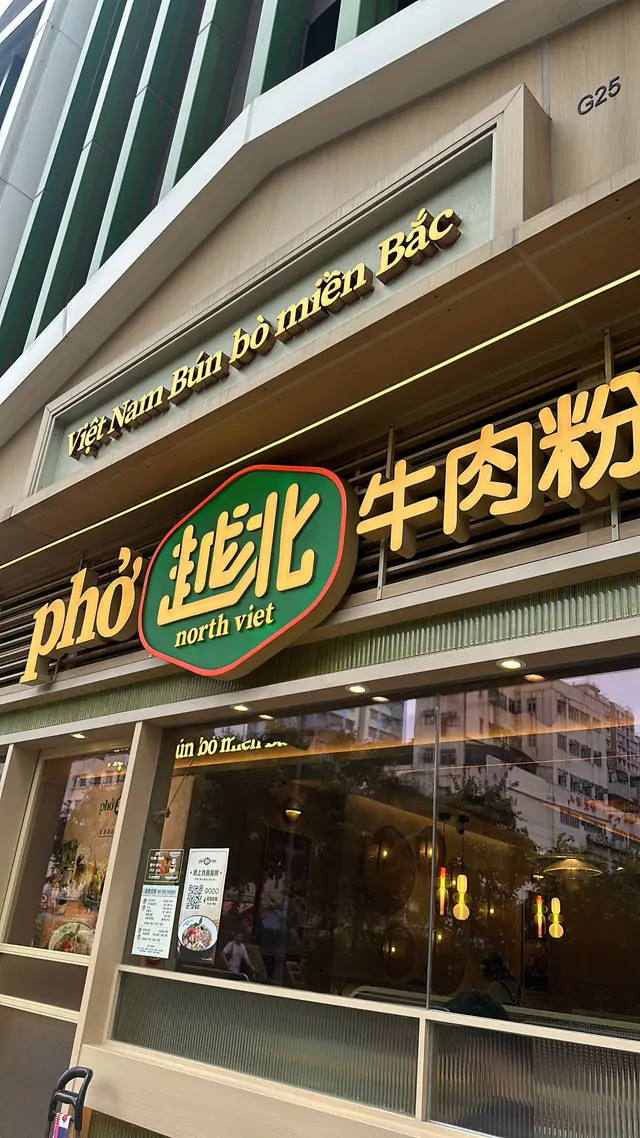 G25
Việt Nam Bún bò miền Bắc
phở
越北
north viet
牛肉粉
ún bò miền
phở